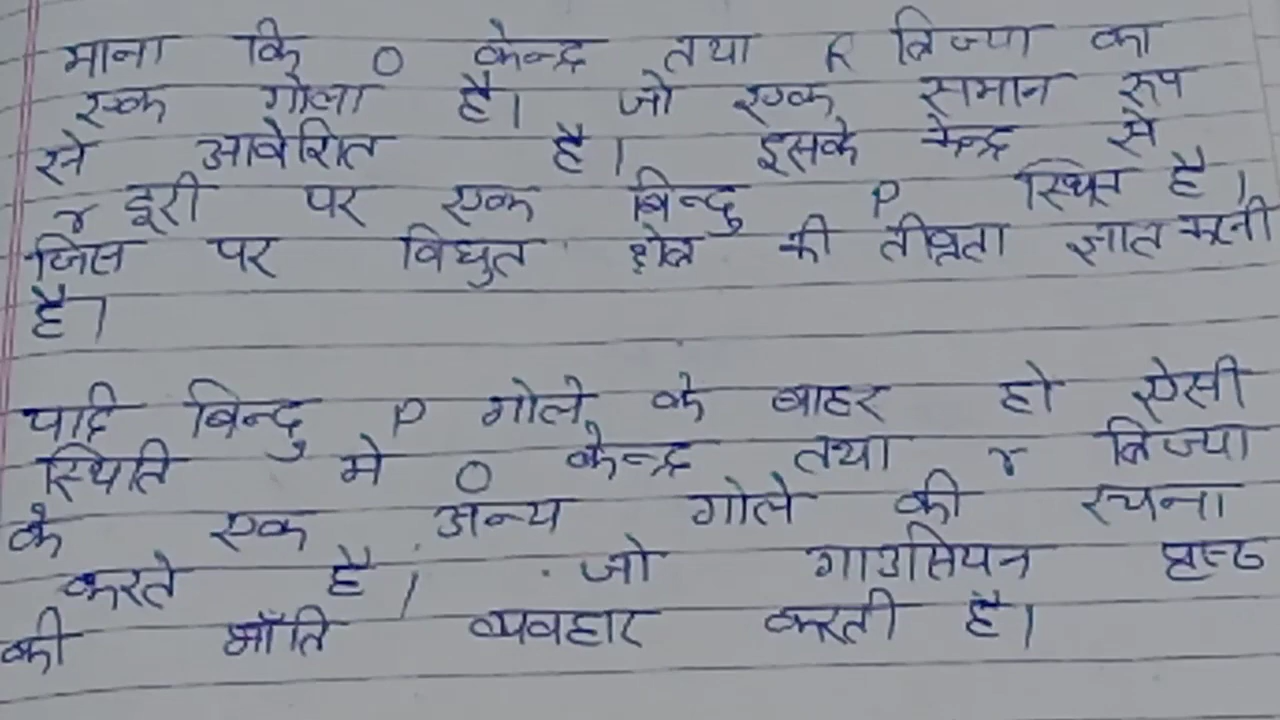 माना कि O केन्द्र तथा R त्रिज्या का
एक गोला है। जो एक समान रूप
से आवेशित है। इसके केन्द्र से
r दूरी पर एक बिन्दु P स्थित है,
जिस पर विधुत क्षेत्र की तीव्रता ज्ञात करनी
है।
यदि बिन्दु P गोले के बाहर हो ऐसी
स्थिति मे O केन्द्र तथा r त्रिज्या
के एक अन्य गोले की रचना
करते है। जो गाउसियन पृष्ठ
की भाँति व्यवहार करती है।